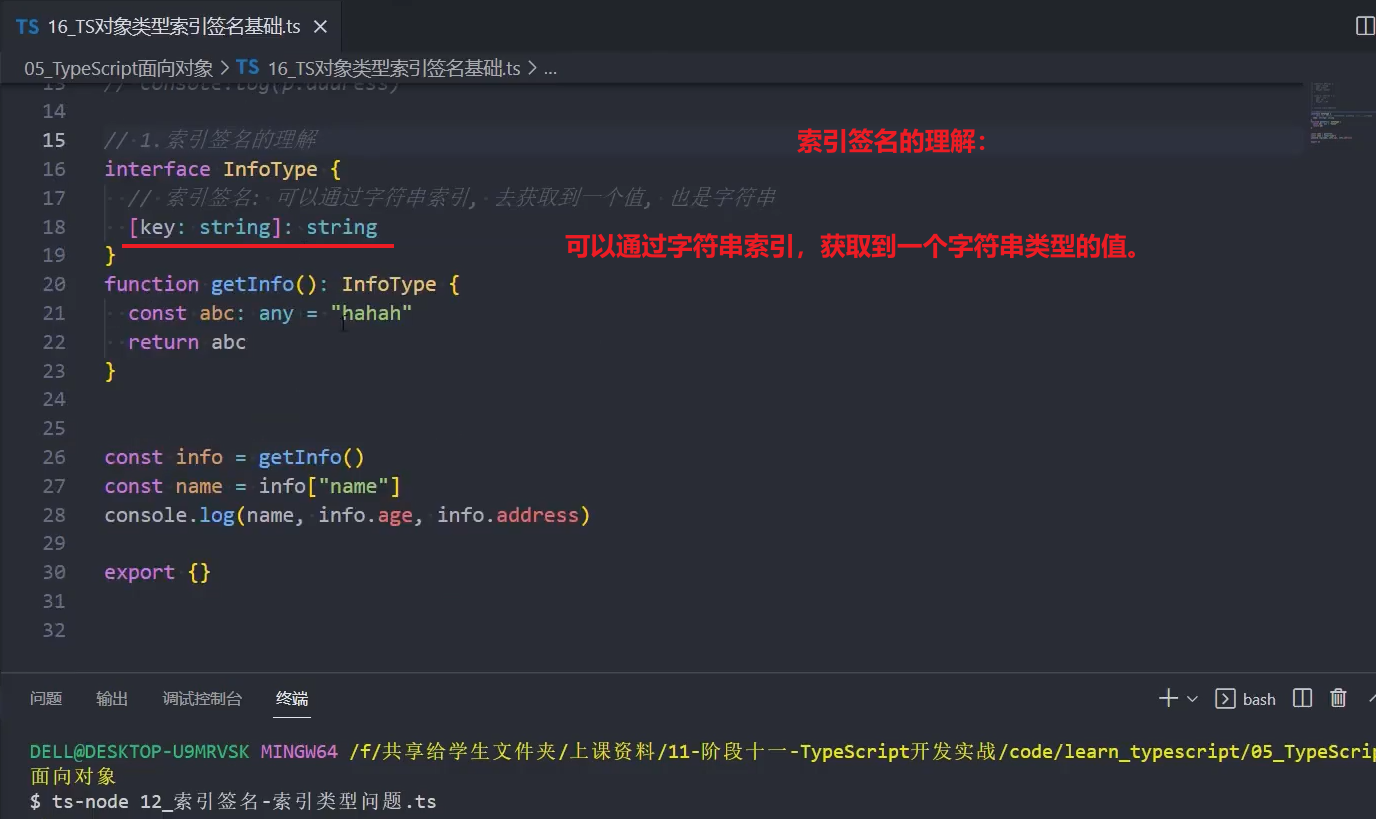 TS 16_TS对象类型索引签名基础.ts ×
05_TypeScript面向对象 > TS 16_TS对象类型索引签名基础.ts > ...
13 // console.log(p.address)
14
15 // 1.索引签名的理解 索引签名的理解：
16 interface InfoType {
17 // 索引签名: 可以通过字符串索引, 去获取到一个值, 也是字符串
18 [key: string]: string
可以通过字符串索引，获取到一个字符串类型的值。
19 }
20 function getInfo(): InfoType {
21 const abc: any = "hahah"
22 return abc
23 }
24
25
26 const info = getInfo()
27 const name = info["name"]
28 console.log(name, info.age, info.address)
29
30 export {}
31
32
问题 输出 调试控制台 终端 bash
DELL@DESKTOP-U9MRVSK MINGW64 /f/共享给学生文件夹/上课资料/11-阶段十一-TypeScript开发实战/code/learn_typescript/05_TypeScrip
面向对象
$ ts-node 12_索引签名-索引类型问题.ts